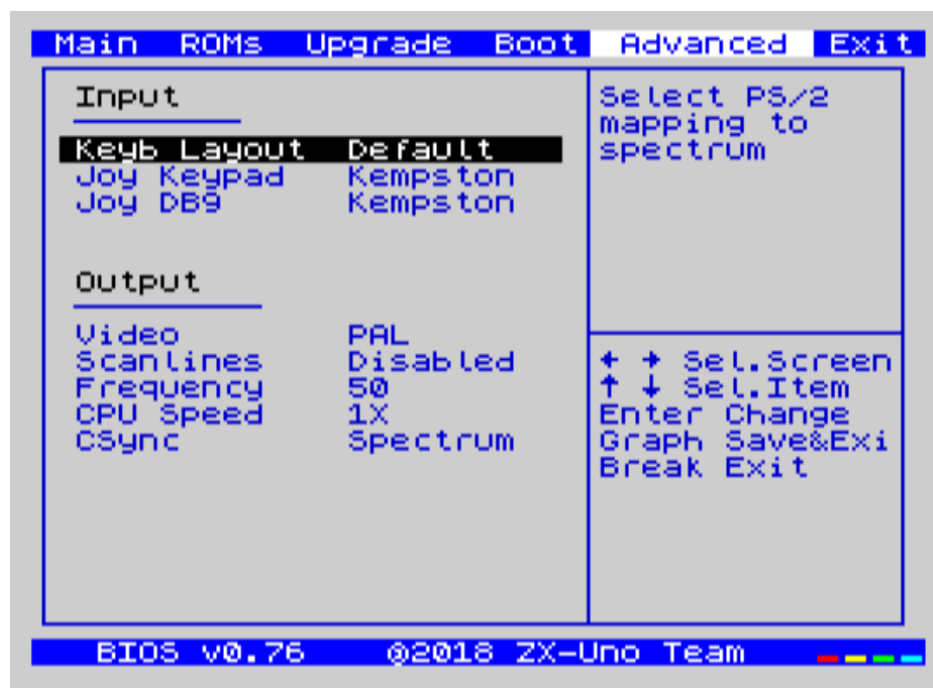 Main ROMs Upgrade Boot Advanced Exit
Input
Keyb Layout Default
Joy Keypad Kempston
Joy DB9 Kempston
Output
Video PAL
Scanlines Disabled
Frequency 50
CPU Speed 1X
CSync Spectrum
Select PS/2
mapping to
spectrum
← → Sel.Screen
↑ ↓ Sel.Item
Enter Change
Graph Save&Exi
Break Exit
BIOS v0.76 @2018 ZX-Uno Team